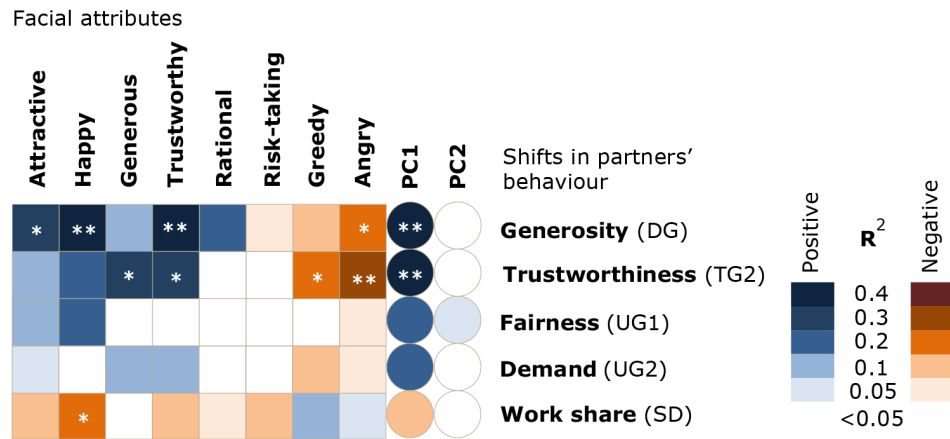 Facial attributes
Attractive
Happy
Generous
Trustworthy
Rational
Risk-taking
Greedy
Angry
PC1
PC2
Shifts in partners’
behaviour
* ** ** * ** Generosity (DG)
* * * ** ** Trustworthiness (TG2)
Fairness (UG1)
Demand (UG2)
* Work share (SD)
Positive
R²
Negative
0.4
0.3
0.2
0.1
0.05
<0.05